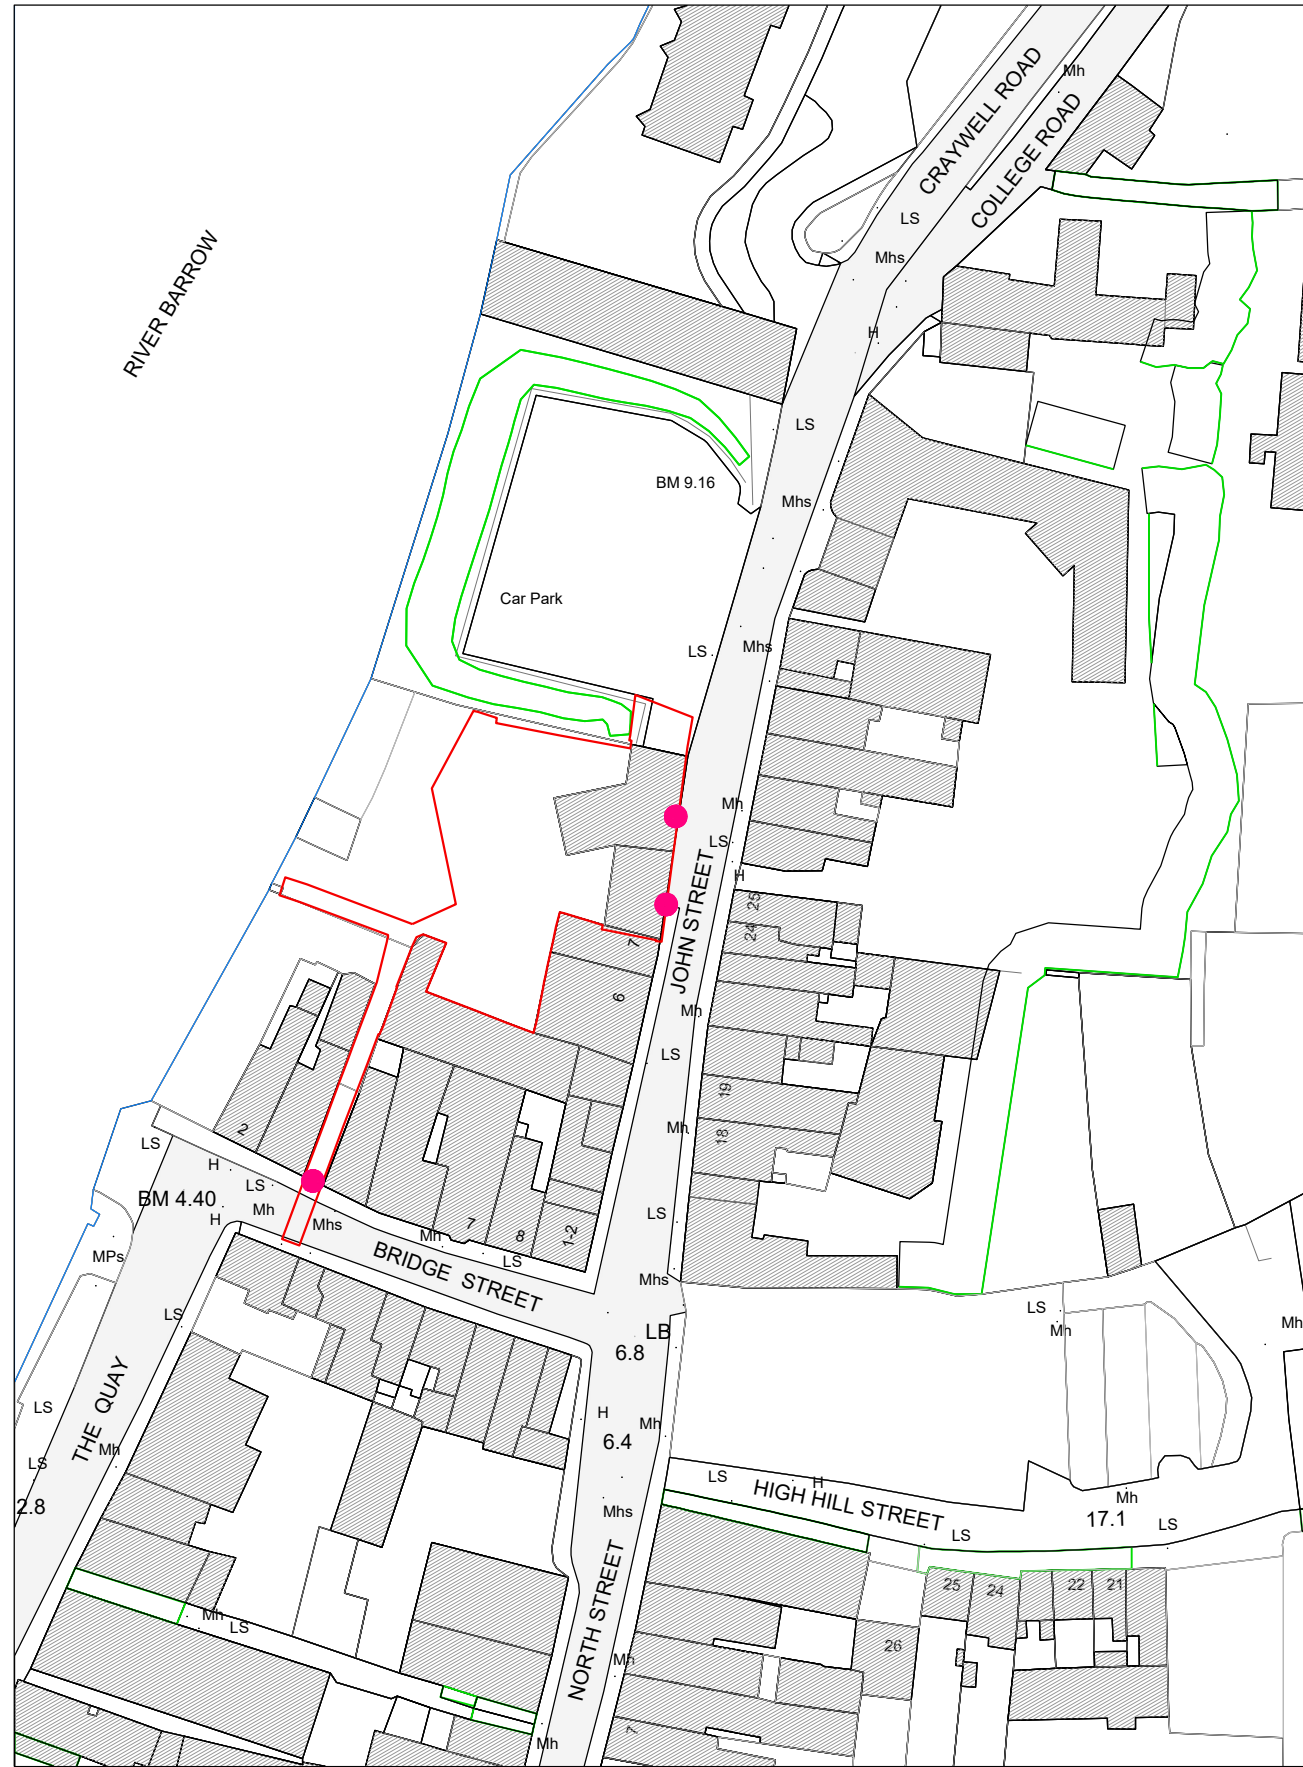 Mh
CRAYWELL ROAD
COLLEGE ROAD
LS
Mhs
RIVER BARROW
H
LS
BM 9.16
Mhs
Car Park
LS
Mhs
Mh
LS
H
JOHN STREET
25
24
7
6
Mh
LS
19
Mh
18
2
LS
H
LS
BM 4.40
Mh
H
Mhs
Mh
7
8
1-2
LS
LS
BRIDGE STREET
MPs
Mhs
LS
LB
6.8
LS
Mh
Mh
THE QUAY
LS
Mh
LS
H
Mh
6.4
2.8
LS
H
HIGH HILL STREET
Mh
17.1
LS
LS
Mhs
NORTH STREET
25
24
22
21
26
Mh
LS
Mh
7
Mh